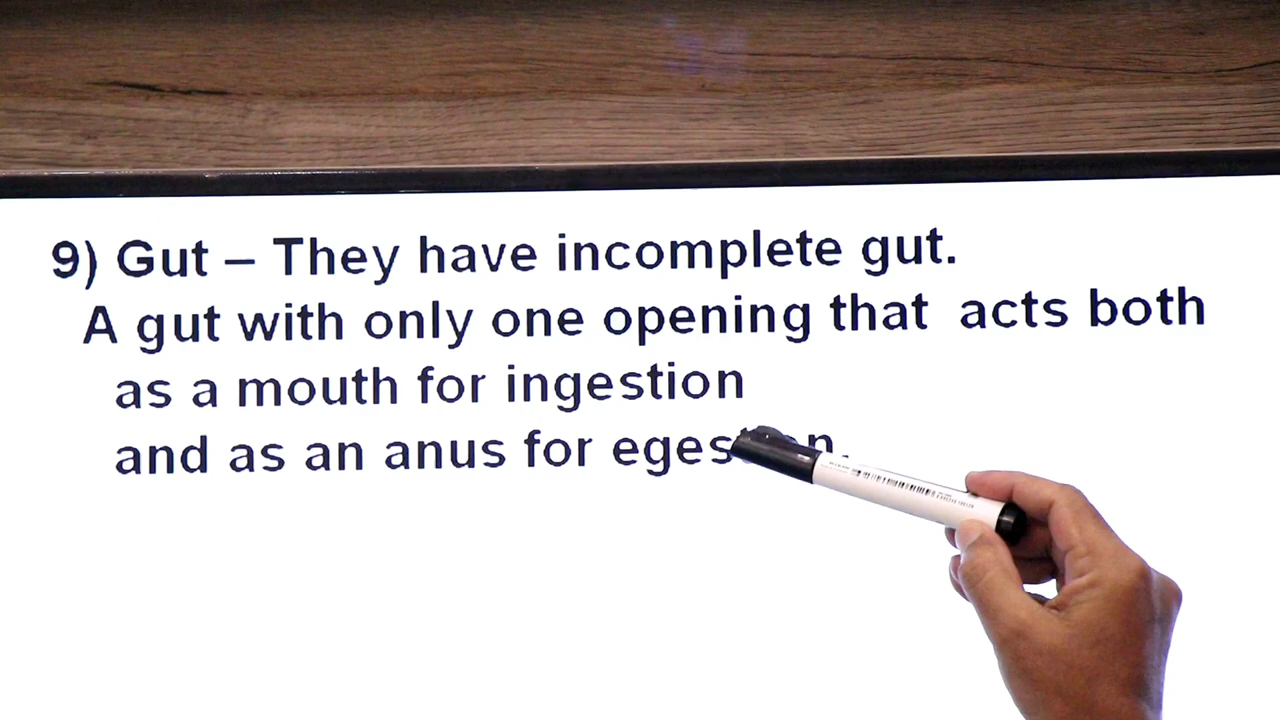 9) Gut – They have incomplete gut.
A gut with only one opening that acts both
as a mouth for ingestion
and as an anus for